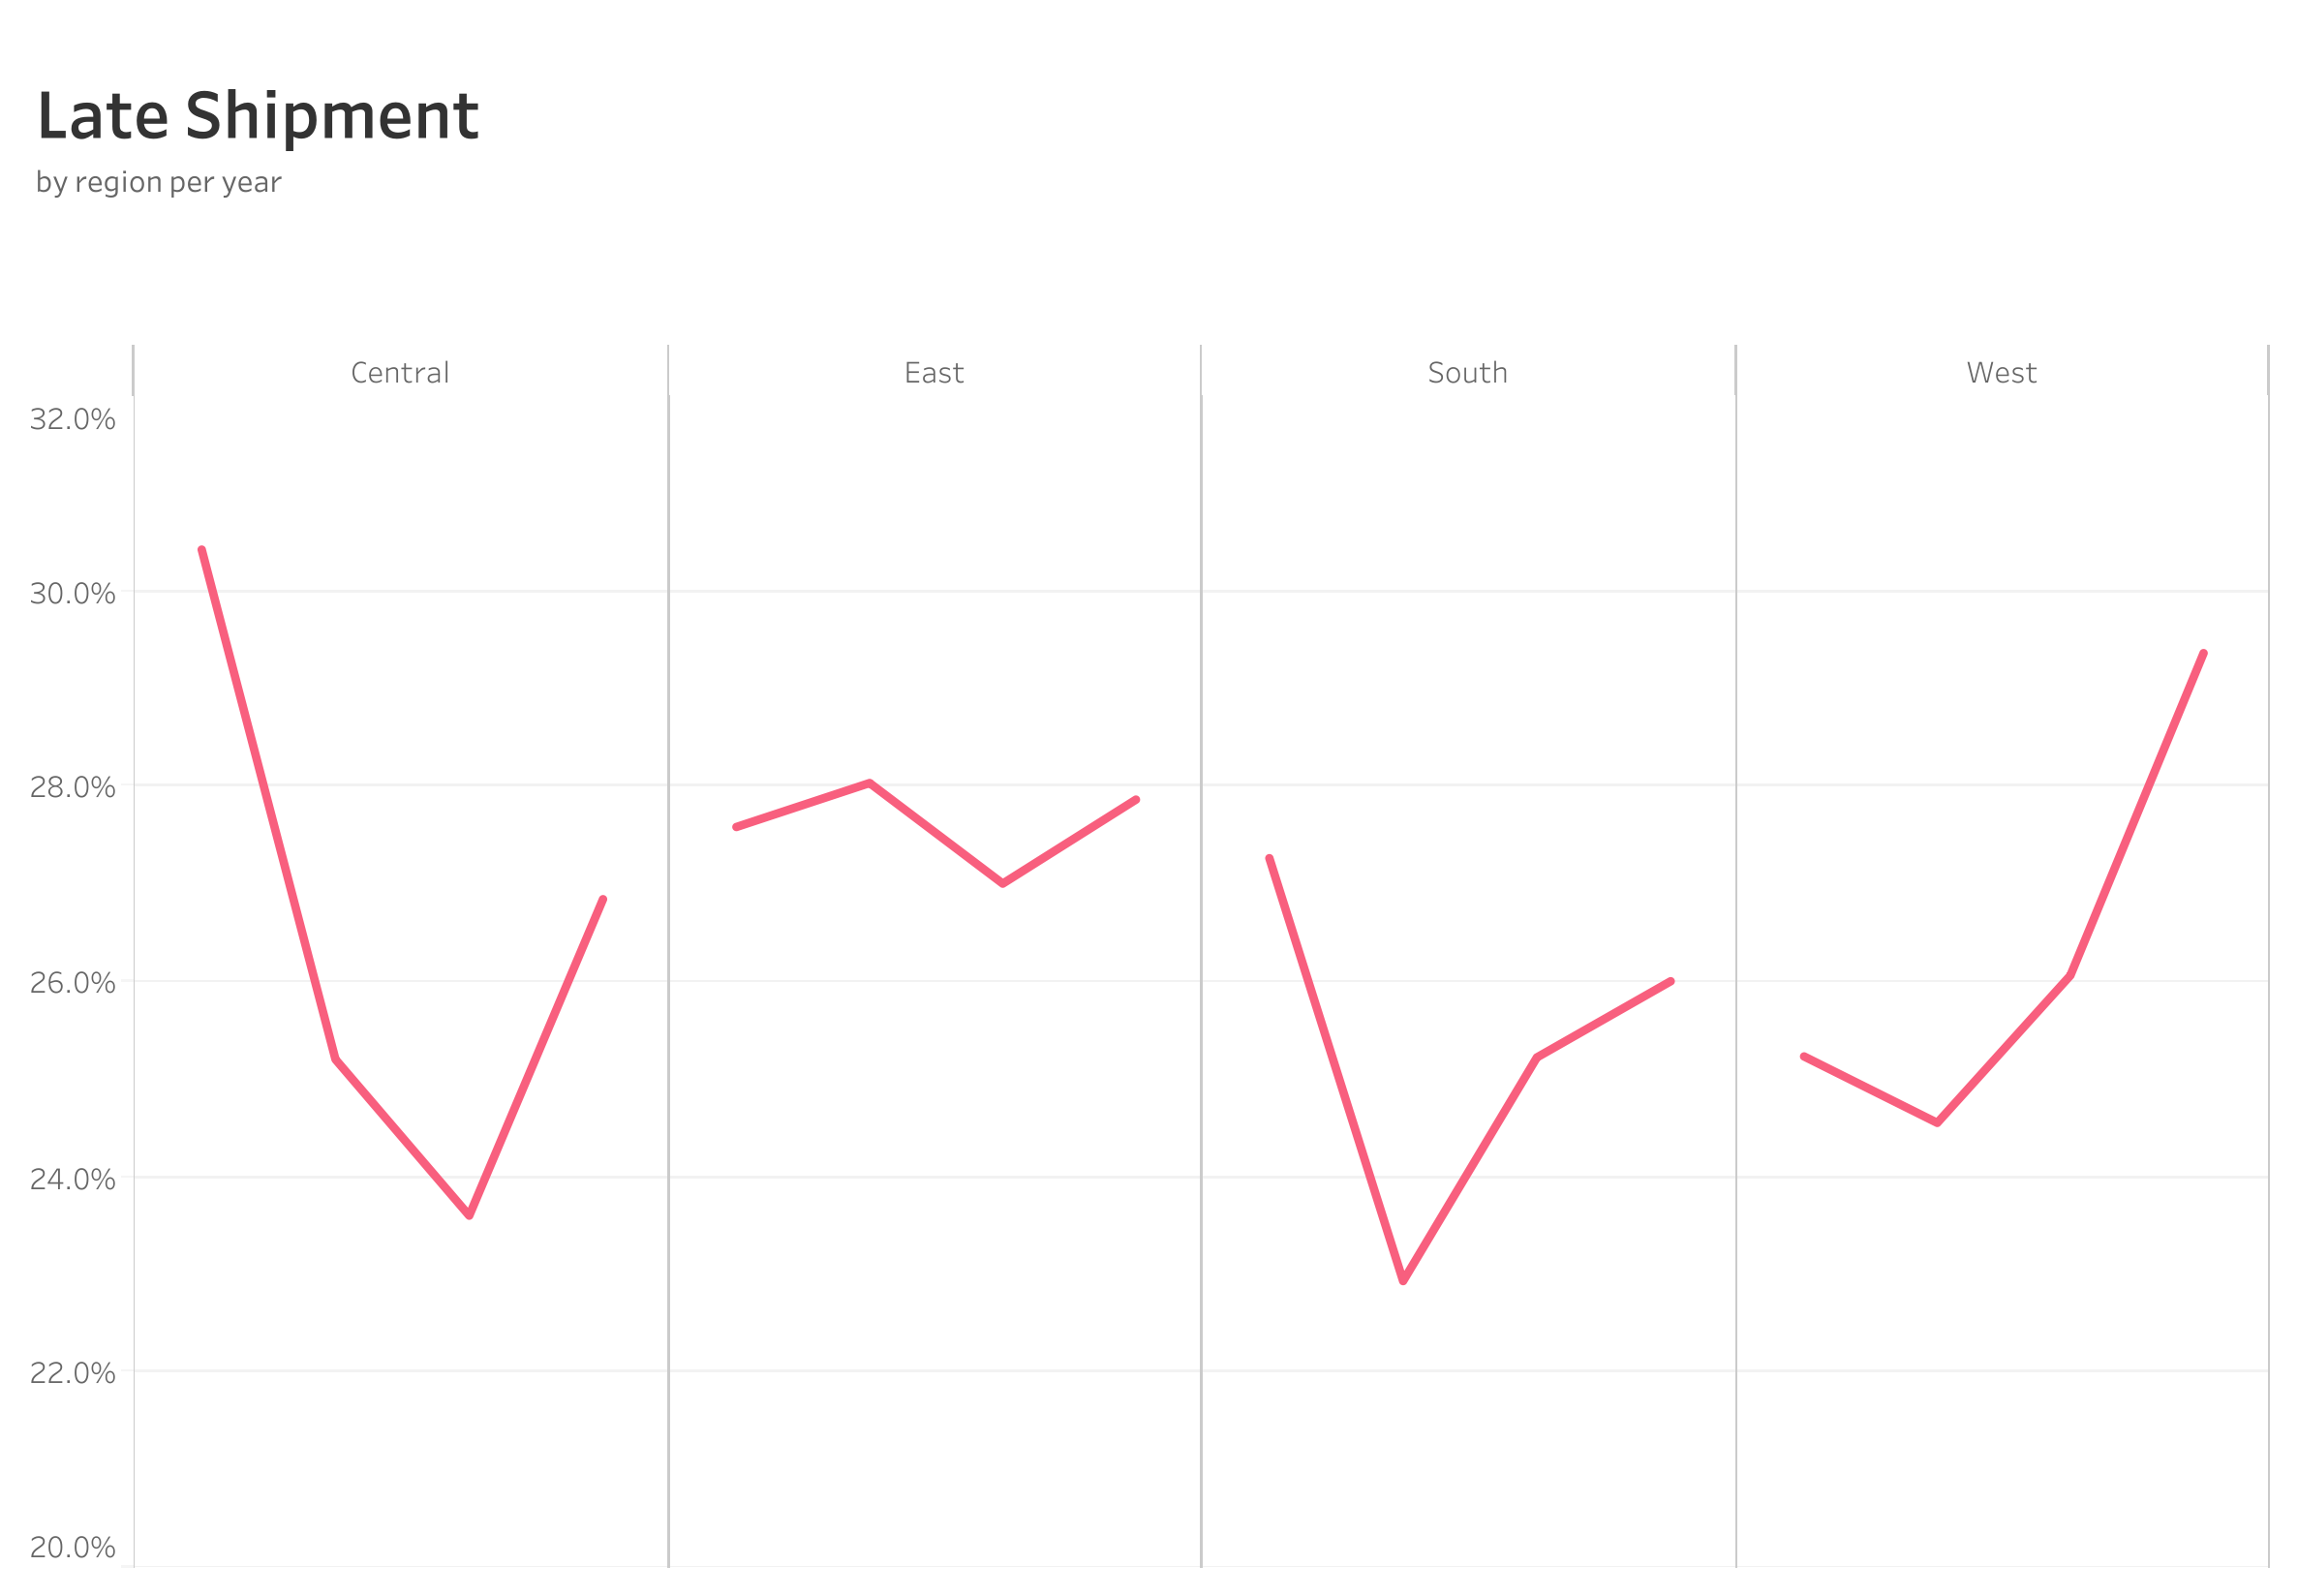 Late Shipment
by region per year
Central East South West
32.0%
30.0%
28.0%
26.0%
24.0%
22.0%
20.0%